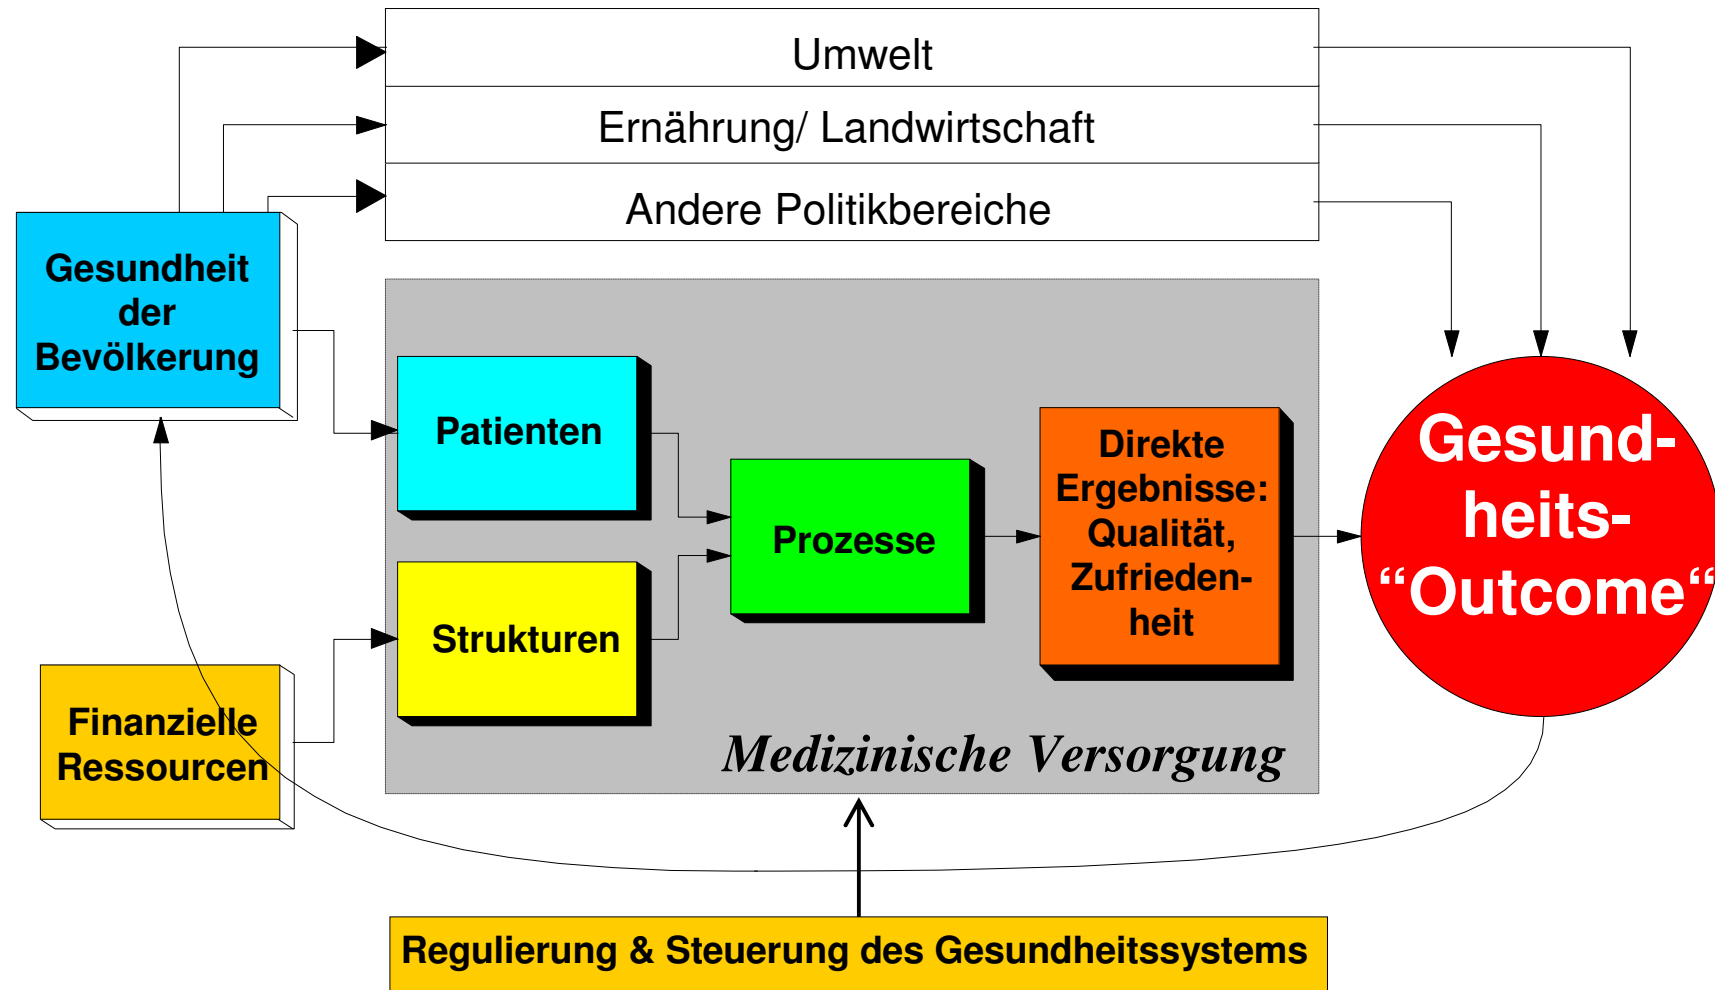 Umwelt
Ernährung/ Landwirtschaft
Andere Politikbereiche
Gesundheit
der
Bevölkerung
Patienten
Strukturen
Prozesse
Direkte
Ergebnisse:
Qualität,
Zufrieden-
heit
Gesund-
heits-
“Outcome“
Finanzielle
Ressourcen
Medizinische Versorgung
Regulierung & Steuerung des Gesundheitssystems